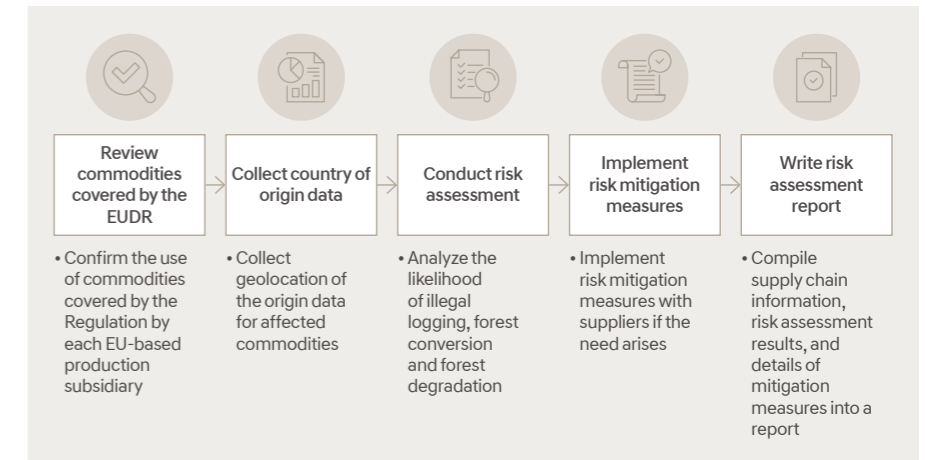 Review
commodities
covered by the
EUDR
Collect country of
origin data
Conduct risk
assessment
Implement
risk mitigation
measures
Write risk
assessment
report
• Confirm the use
of commodities
covered by the
Regulation by
each EU-based
production
subsidiary
• Collect
geolocation of
the origin data
for affected
commodities
• Analyze the
likelihood
of illegal
logging, forest
conversion
and forest
degradation
• Implement
risk mitigation
measures with
suppliers if the
need arises
• Compile
supply chain
information,
risk assessment
results, and
details of
mitigation
measures into a
report